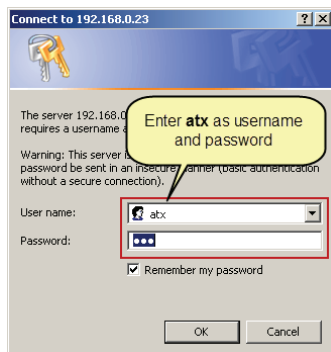 Connect to 192.168.0.23
The server 192.168.0
requires a username
Enter atx as username
and password
Warning: This server
password be sent in an insecure manner (basic authentication
without a secure connection).
User name:
atx
Password:
•••
Remember my password
OK
Cancel